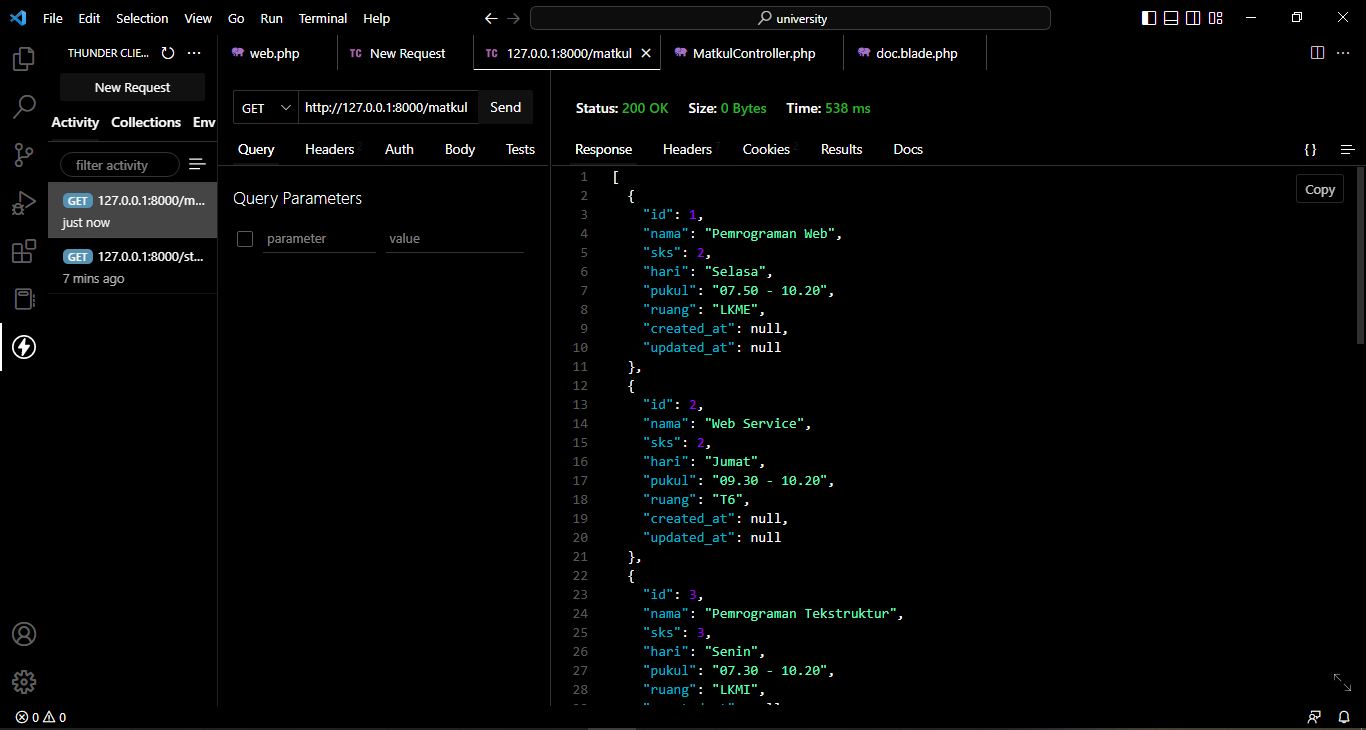 File Edit Selection View Go Run Terminal Help
university
THUNDER CLIE...
web.php
TC New Request
TC 127.0.0.1:8000/matkul
MatkulController.php
doc.blade.php
New Request
Activity Collections Env
filter activity
GET 127.0.0.1:8000/m...
just now
GET 127.0.0.1:8000/st...
7 mins ago
GET
http://127.0.0.1:8000/matkul
Send
Query Headers Auth Body Tests
Query Parameters
parameter value
Status: 200 OK Size: 0 Bytes Time: 538 ms
Response Headers Cookies Results Docs
{}
Copy
1 [
2 {
3 "id": 1,
4 "nama": "Pemrograman Web",
5 "sks": 2,
6 "hari": "Selasa",
7 "pukul": "07.50 - 10.20",
8 "ruang": "LKME",
9 "created_at": null,
10 "updated_at": null
11 },
12 {
13 "id": 2,
14 "nama": "Web Service",
15 "sks": 2,
16 "hari": "Jumat",
17 "pukul": "09.30 - 10.20",
18 "ruang": "T6",
19 "created_at": null,
20 "updated_at": null
21 },
22 {
23 "id": 3,
24 "nama": "Pemrograman Tekstruktur",
25 "sks": 3,
26 "hari": "Senin",
27 "pukul": "07.30 - 10.20",
28 "ruang": "LKMI",
0 0